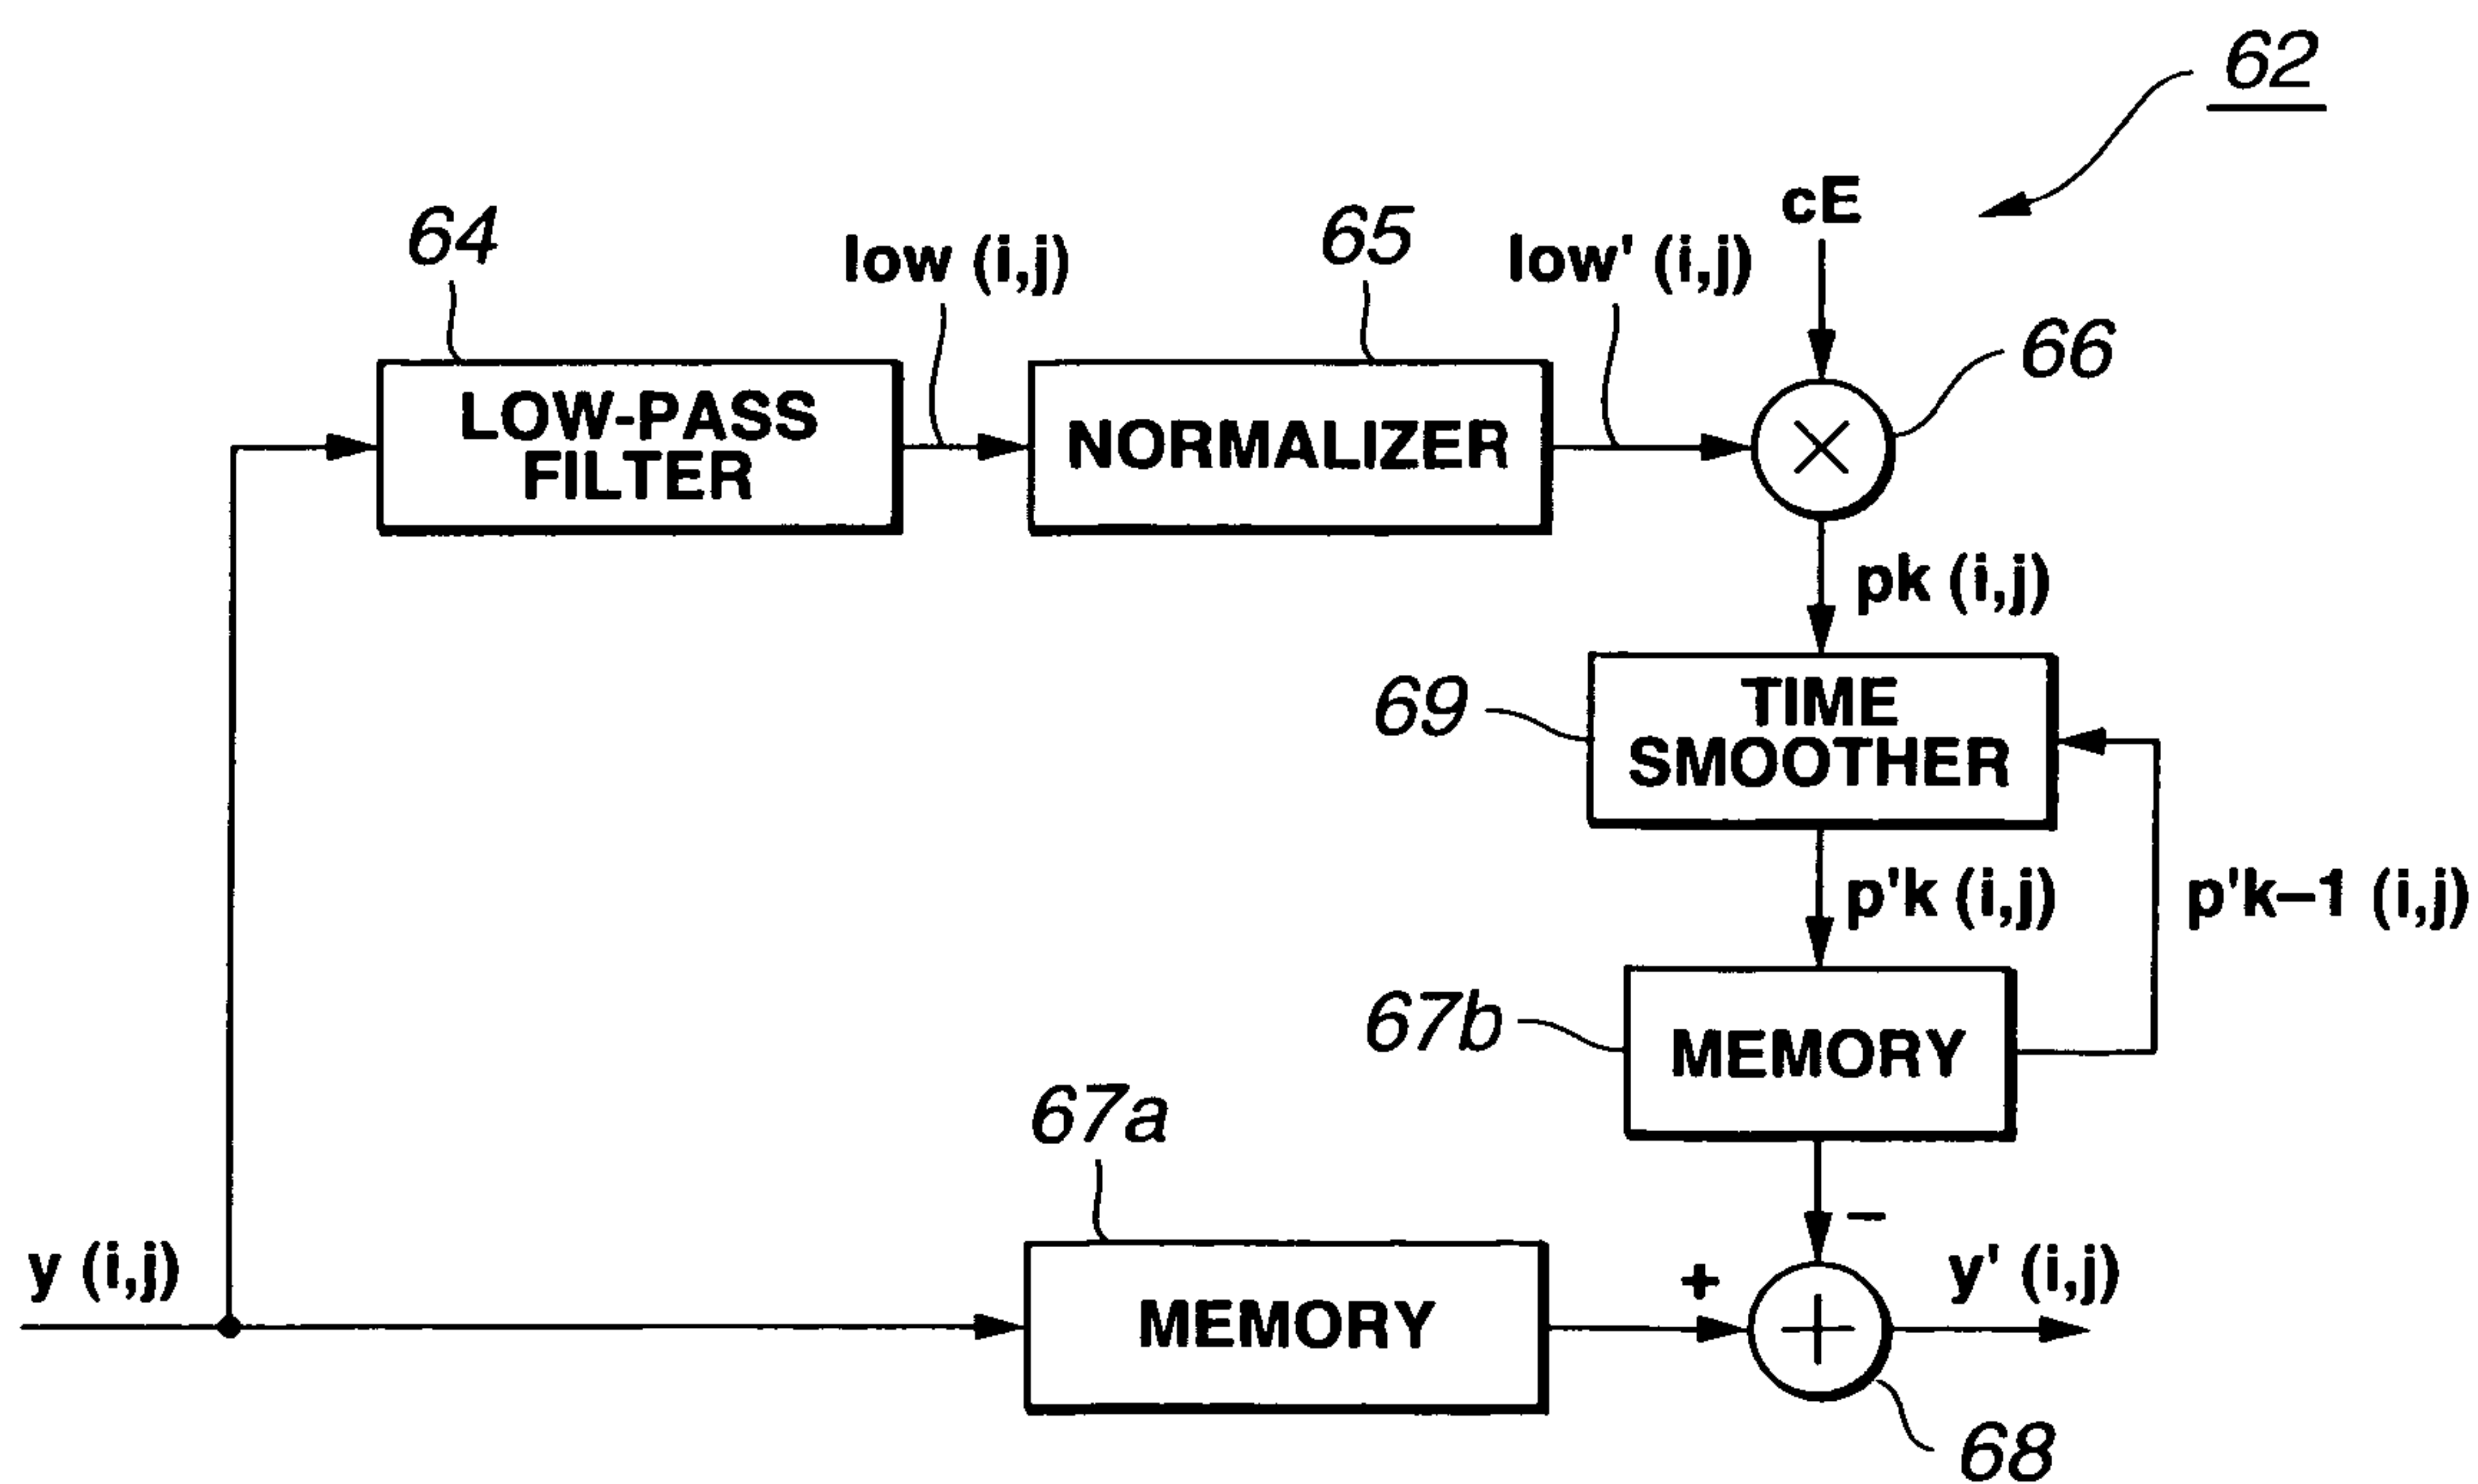 62
cE
64
low (i,j)
65
low' (i,j)
66
LOW-PASS
FILTER
NORMALIZER
pk (i,j)
69
TIME
SMOOTHER
p'k (i,j)
p'k–1 (i,j)
67b
MEMORY
67a
–
y (i,j)
MEMORY
+
y' (i,j)
68